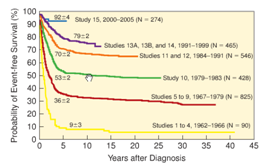 Probability of Event-free Survival (%)
100
90
80
70
60
50
40
30
20
10
0
92±4
Study 15, 2000–2005 (N = 274)
79±2
Studies 13A, 13B, and 14, 1991–1999 (N = 465)
70±2
Studies 11 and 12, 1984–1991 (N = 546)
53±2
Study 10, 1979–1983 (N = 428)
36±2
Studies 5 to 9, 1967–1979 (N = 825)
9±3
Studies 1 to 4, 1962–1966 (N = 90)
0 5 10 15 20 25 30 35 40 45
Years after Diagnosis